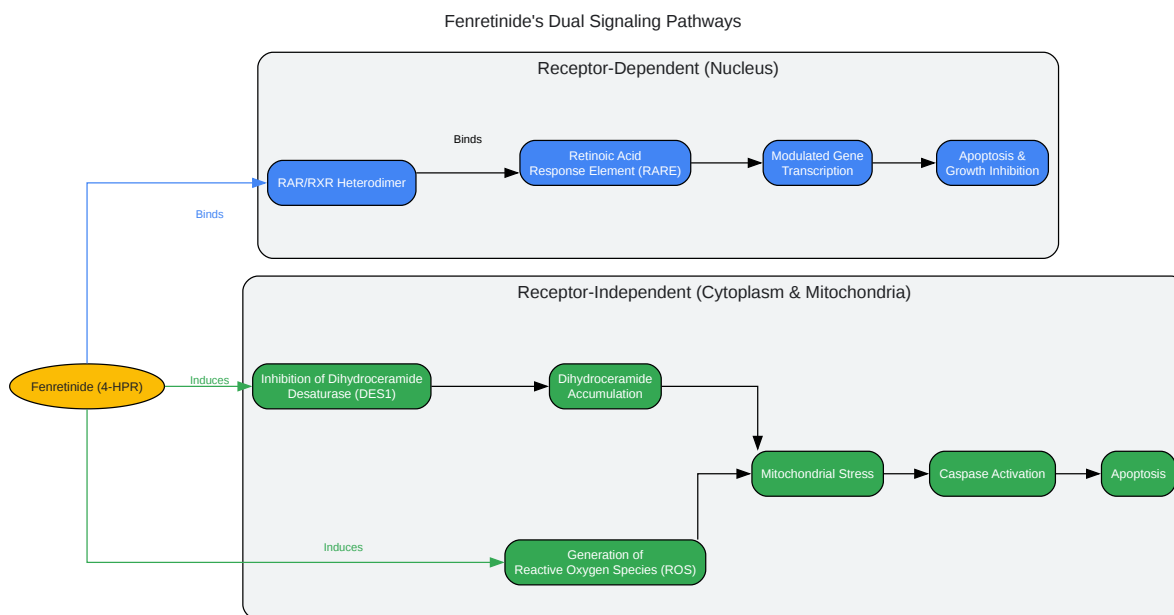 Fenretinide's Dual Signaling Pathways
Receptor-Dependent (Nucleus)
Binds
RAR/RXR Heterodimer
Retinoic Acid
Response Element (RARE)
Modulated Gene
Transcription
Apoptosis &
Growth Inhibition
Binds
Receptor-Independent (Cytoplasm & Mitochondria)
Fenretinide (4-HPR)
Induces
Inhibition of Dihydroceramide
Desaturase (DES1)
Dihydroceramide
Accumulation
Mitochondrial Stress
Caspase Activation
Apoptosis
Induces
Generation of
Reactive Oxygen Species (ROS)